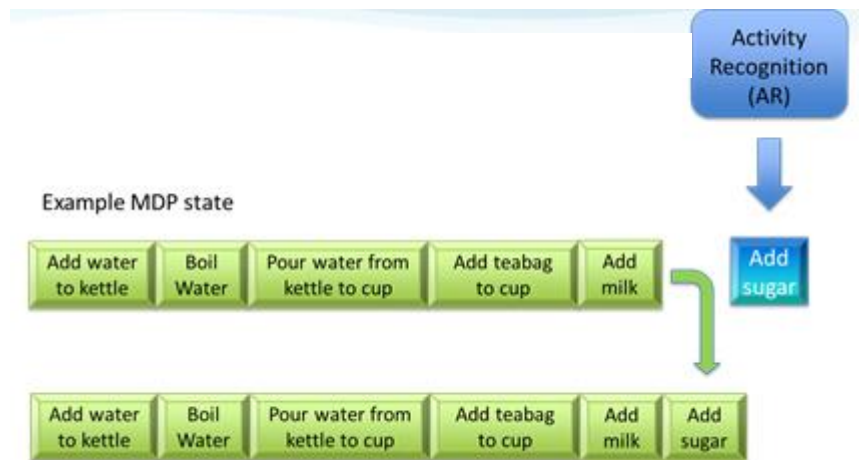 Activity
Recognition
(AR)
Example MDP state
Add water
to kettle
Boil
Water
Pour water from
kettle to cup
Add teabag
to cup
Add
milk
Add
sugar
Add water
to kettle
Boil
Water
Pour water from
kettle to cup
Add teabag
to cup
Add
milk
Add
sugar